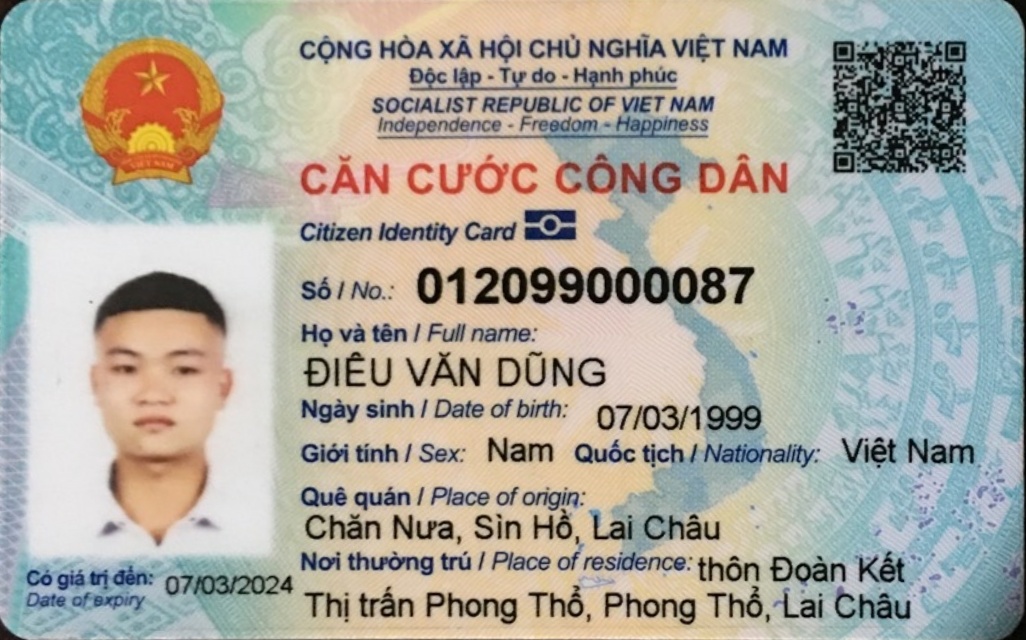 CỘNG HÒA XÃ HỘI CHỦ NGHĨA VIỆT NAM
Độc lập - Tự do - Hạnh phúc
SOCIALIST REPUBLIC OF VIET NAM
Independence - Freedom - Happiness
CĂN CƯỚC CÔNG DÂN
Citizen Identity Card
Số / No.: 012099000087
Họ và tên / Full name:
ĐIÊU VĂN DŨNG
Ngày sinh / Date of birth: 07/03/1999
Giới tính / Sex: Nam Quốc tịch / Nationality: Việt Nam
Quê quán / Place of origin:
Chăn Nưa, Sìn Hồ, Lai Châu
Nơi thường trú / Place of residence: thôn Đoàn Kết
Thị trấn Phong Thổ, Phong Thổ, Lai Châu
Có giá trị đến: 07/03/2024
Date of expiry
VIỆT NAM